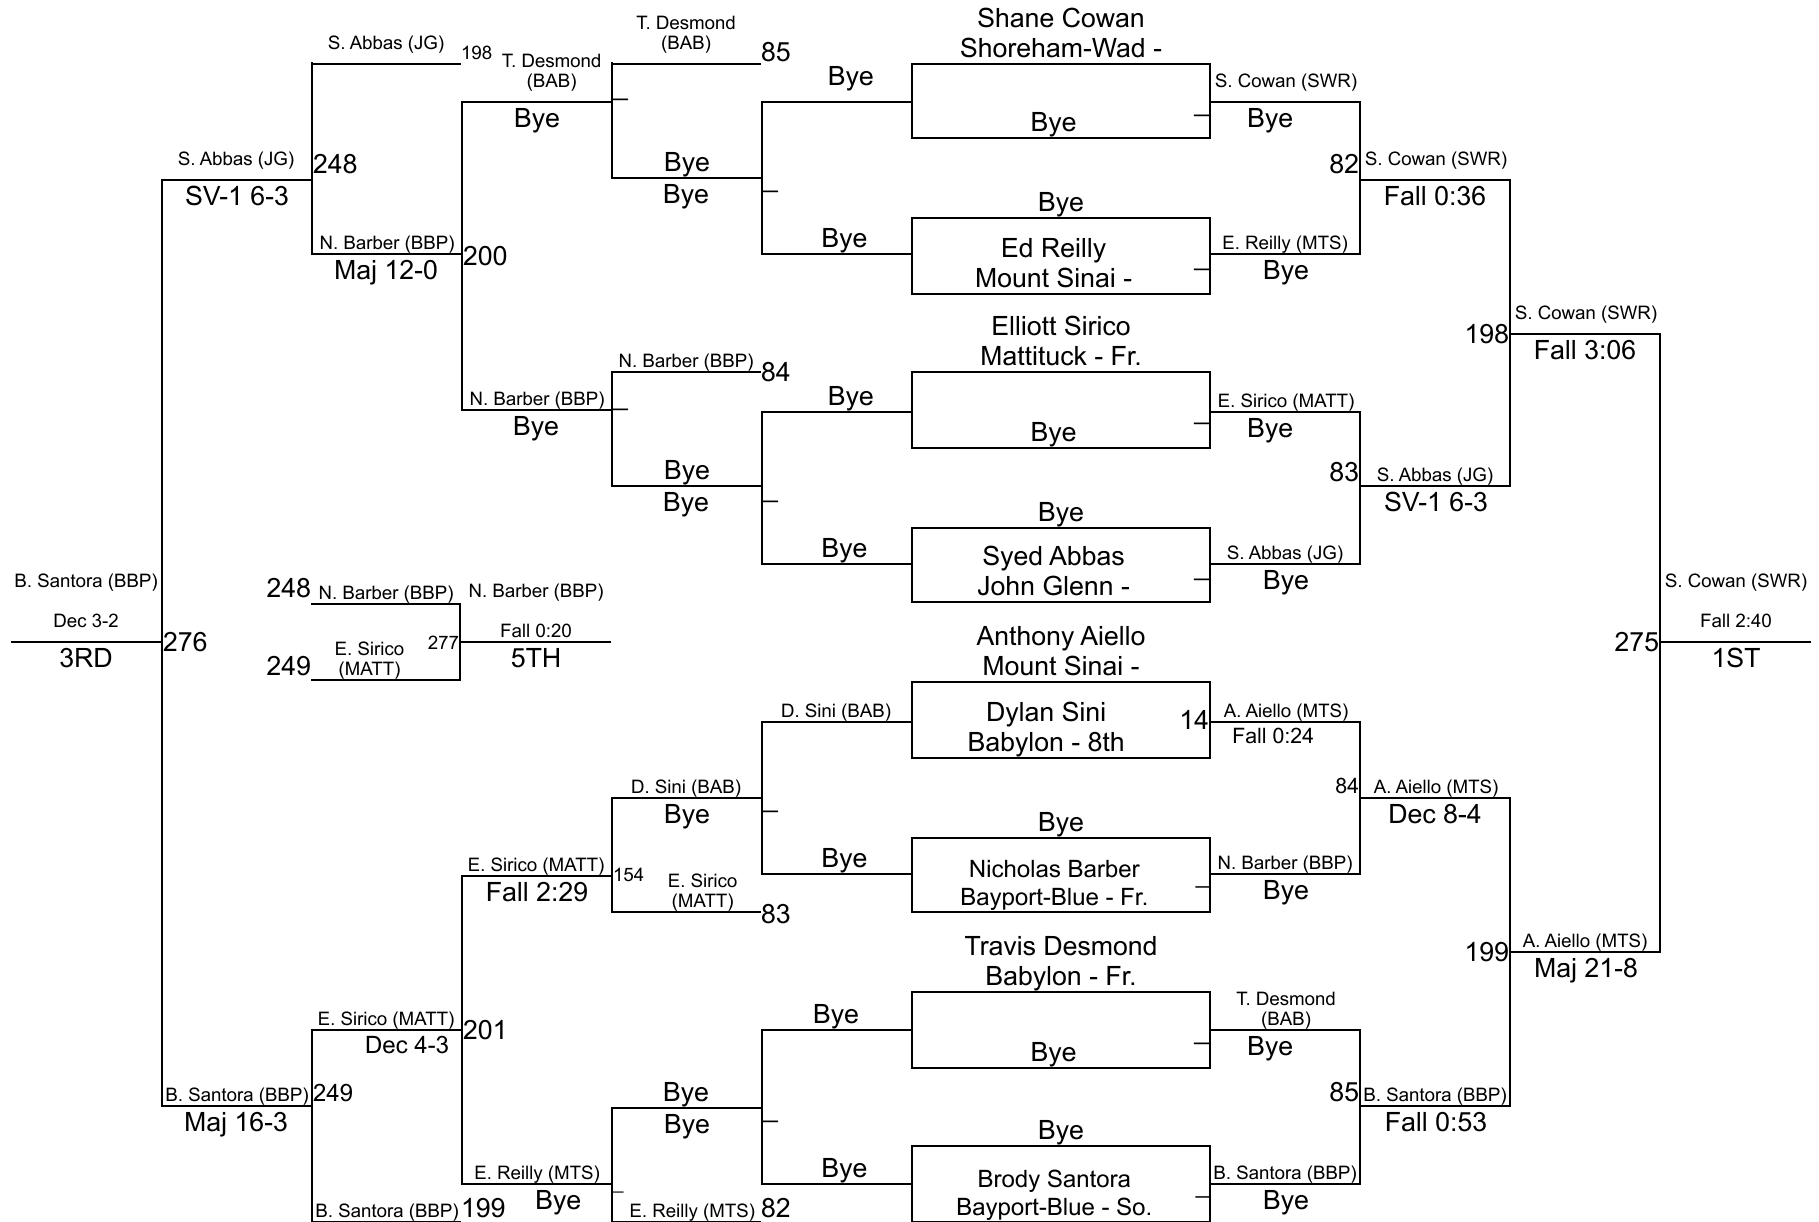 Shane Cowan
Shoreham-Wad -
T. Desmond
(BAB)
85
S. Abbas (JG)
198
T. Desmond
(BAB)
Bye
S. Cowan (SWR)
Bye
Bye
Bye
S. Abbas (JG)
248
SV-1 6-3
Bye
Bye
82
S. Cowan (SWR)
Fall 0:36
Bye
N. Barber (BBP)
200
Maj 12-0
Bye
Ed Reilly
Mount Sinai -
E. Reilly (MTS)
Bye
Elliott Sirico
Mattituck - Fr.
198
S. Cowan (SWR)
Fall 3:06
N. Barber (BBP)
84
N. Barber (BBP)
Bye
Bye
E. Sirico (MATT)
Bye
Bye
Bye
Bye
83
S. Abbas (JG)
SV-1 6-3
Bye
Bye
Syed Abbas
John Glenn -
S. Abbas (JG)
Bye
B. Santora (BBP)
Dec 3-2
3RD
276
248
N. Barber (BBP)
N. Barber (BBP)
249
E. Sirico
(MATT)
277
Fall 0:20
5TH
S. Cowan (SWR)
Fall 2:40
275
1ST
Anthony Aiello
Mount Sinai -
D. Sini (BAB)
Dylan Sini
Babylon - 8th
14
A. Aiello (MTS)
Fall 0:24
D. Sini (BAB)
Bye
84
A. Aiello (MTS)
Dec 8-4
Bye
Bye
Nicholas Barber
Bayport-Blue - Fr.
N. Barber (BBP)
Bye
E. Sirico (MATT)
Fall 2:29
154
E. Sirico
(MATT)
83
Travis Desmond
Babylon - Fr.
199
A. Aiello (MTS)
Maj 21-8
E. Sirico (MATT)
Dec 4-3
201
Bye
Bye
T. Desmond
(BAB)
Bye
B. Santora (BBP)
249
Maj 16-3
Bye
Bye
85
B. Santora (BBP)
Fall 0:53
Bye
E. Reilly (MTS)
Bye
Bye
Brody Santora
Bayport-Blue - So.
B. Santora (BBP)
Bye
B. Santora (BBP)
199
E. Reilly (MTS)
82